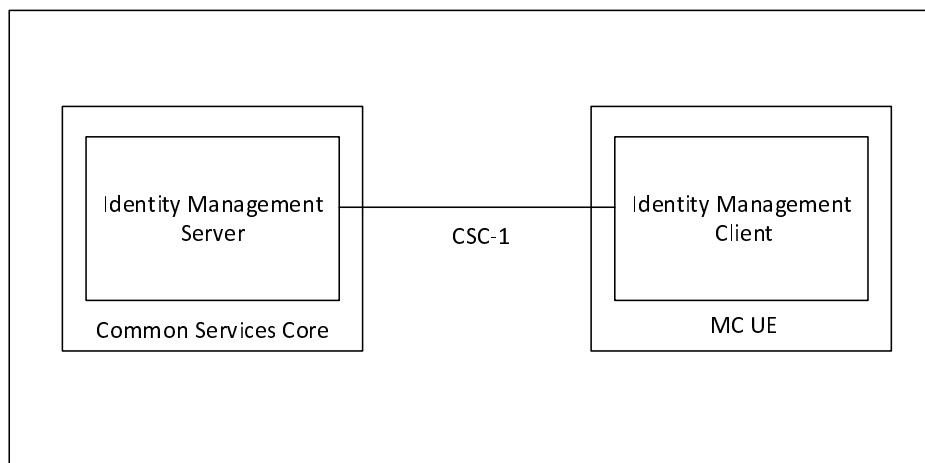 Identity Management
Server
Common Services Core
CSC-1
Identity Management
Client
MC UE